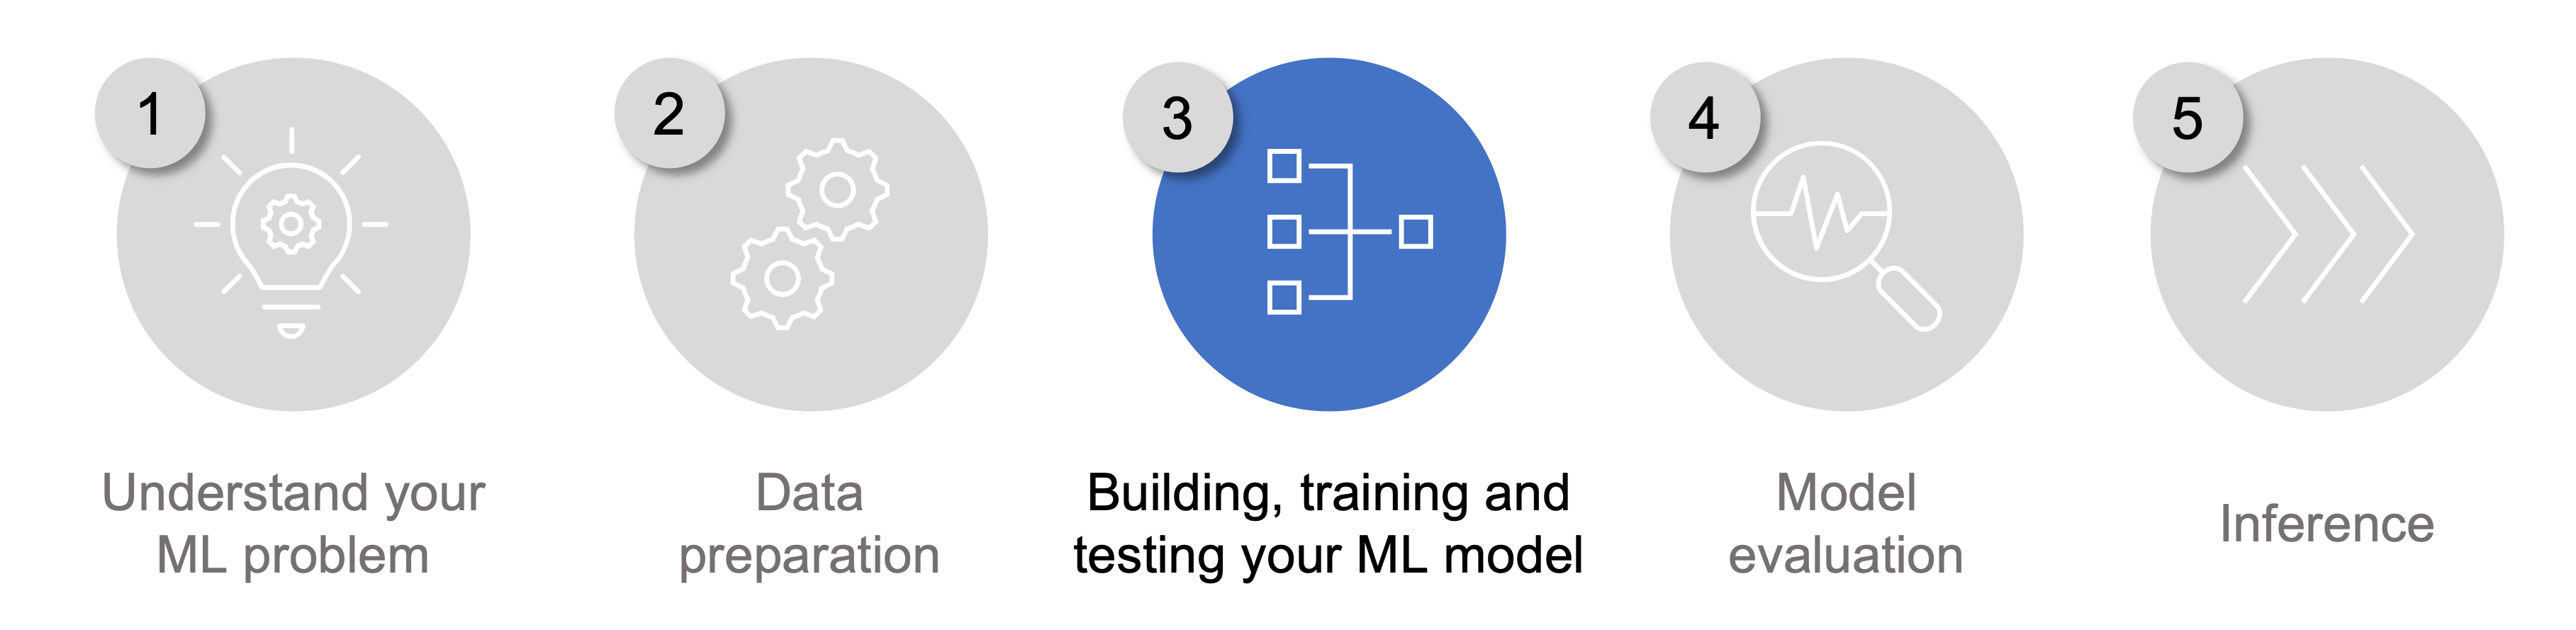 1
Understand your
ML problem
2
Data
preparation
3
Building, training and
testing your ML model
4
Model
evaluation
5
Inference